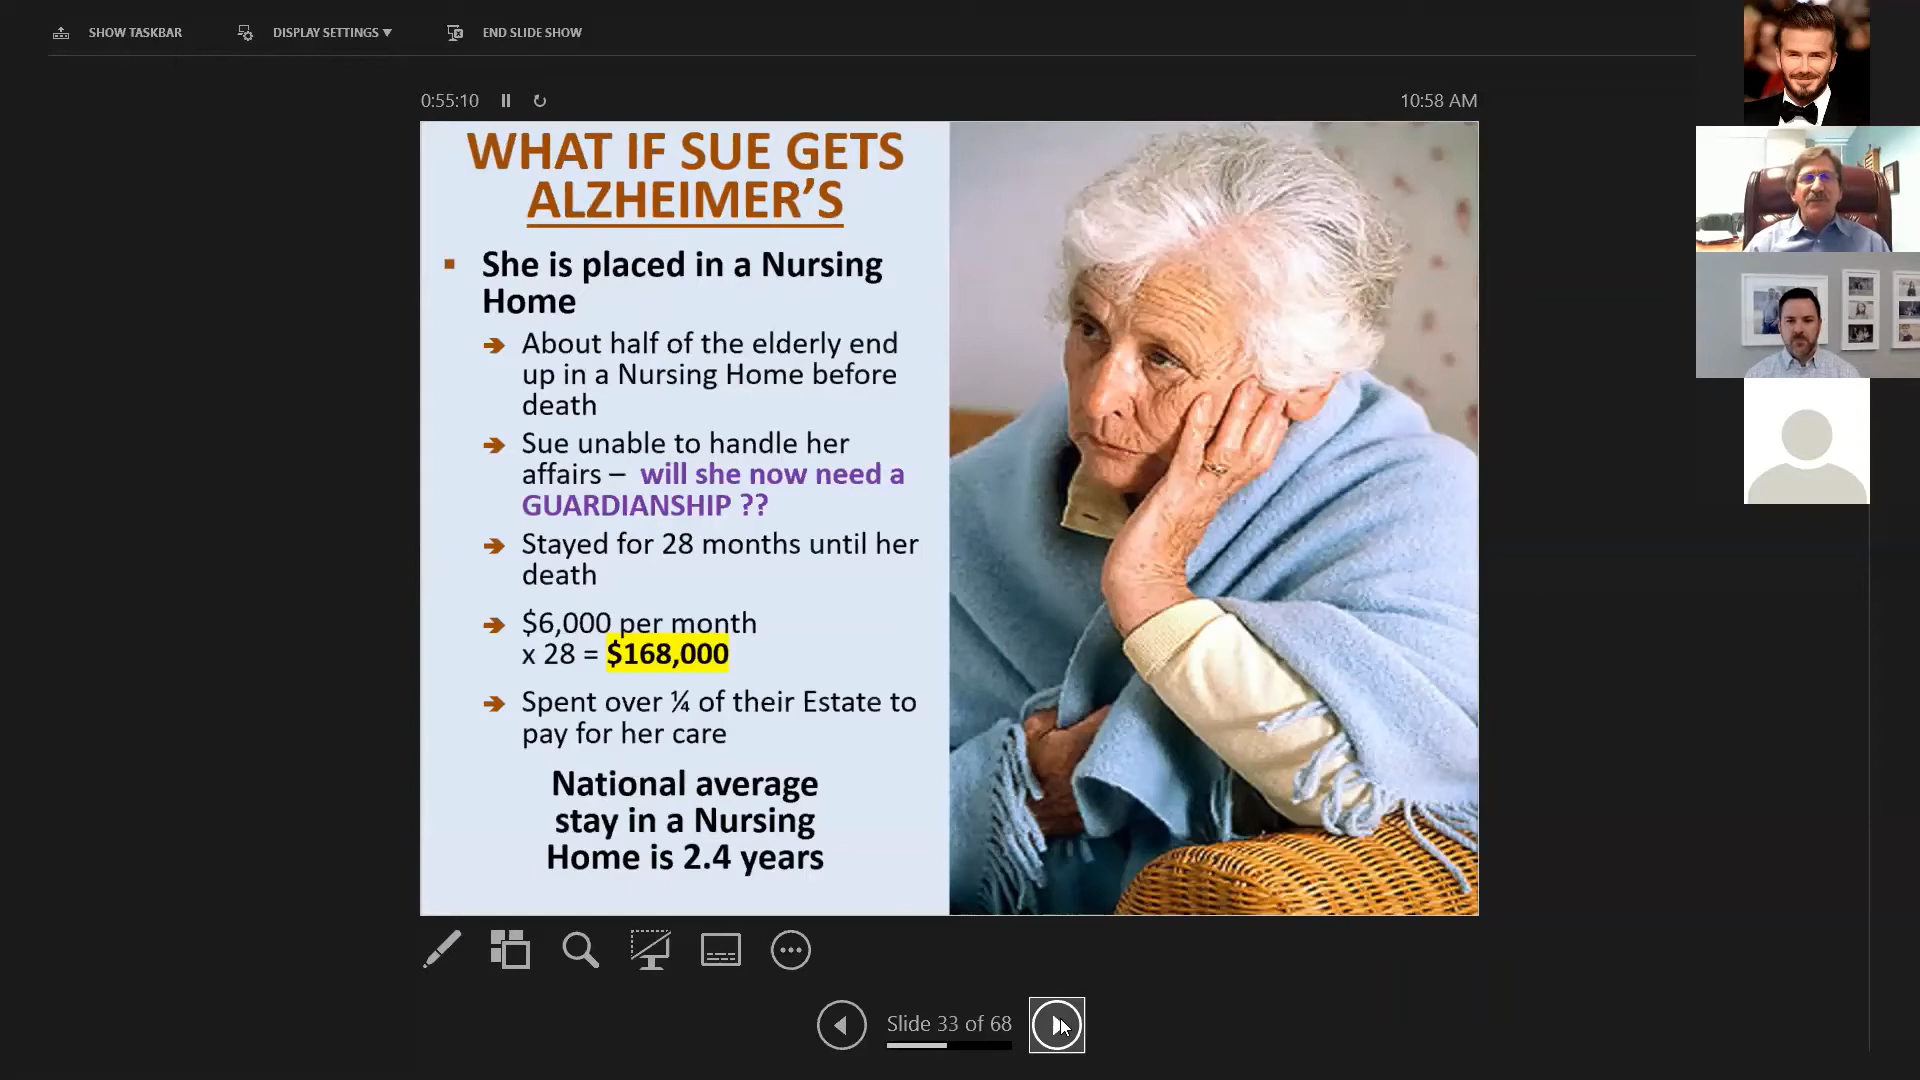 SHOW TASKBAR
DISPLAY SETTINGS ▼
END SLIDE SHOW
0:55:10
10:58 AM
WHAT IF SUE GETS
ALZHEIMER'S
▪ She is placed in a Nursing
Home
➔ About half of the elderly end
up in a Nursing Home before
death
➔ Sue unable to handle her
affairs – will she now need a
GUARDIANSHIP ??
➔ Stayed for 28 months until her
death
➔ $6,000 per month
x 28 = $168,000
➔ Spent over ¼ of their Estate to
pay for her care
National average
stay in a Nursing
Home is 2.4 years
Slide 33 of 68